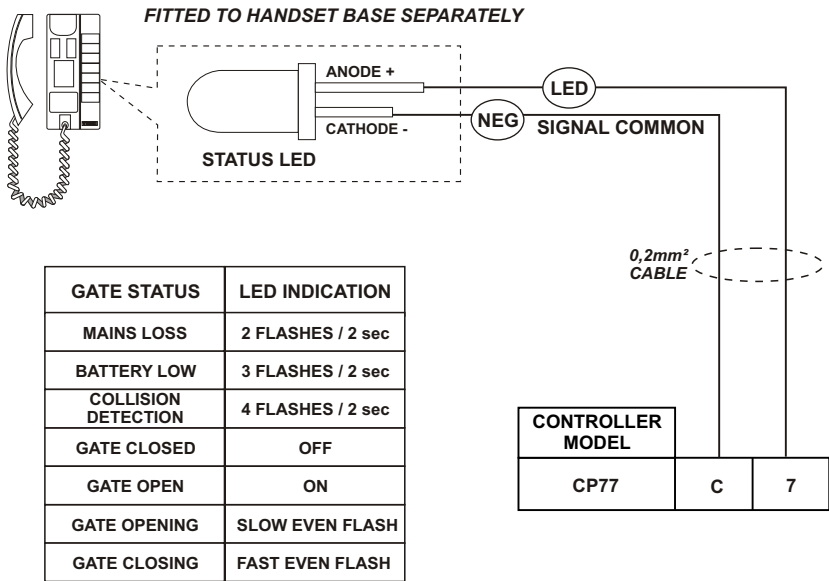 FITTED TO HANDSET BASE SEPARATELY
ANODE +
LED
CATHODE -
NEG
SIGNAL COMMON
STATUS LED
0,2mm²
CABLE
GATE STATUS LED INDICATION
MAINS LOSS 2 FLASHES / 2 sec
BATTERY LOW 3 FLASHES / 2 sec
COLLISION
DETECTION 4 FLASHES / 2 sec
GATE CLOSED OFF
GATE OPEN ON
GATE OPENING SLOW EVEN FLASH
GATE CLOSING FAST EVEN FLASH
CONTROLLER
MODEL
CP77 C 7